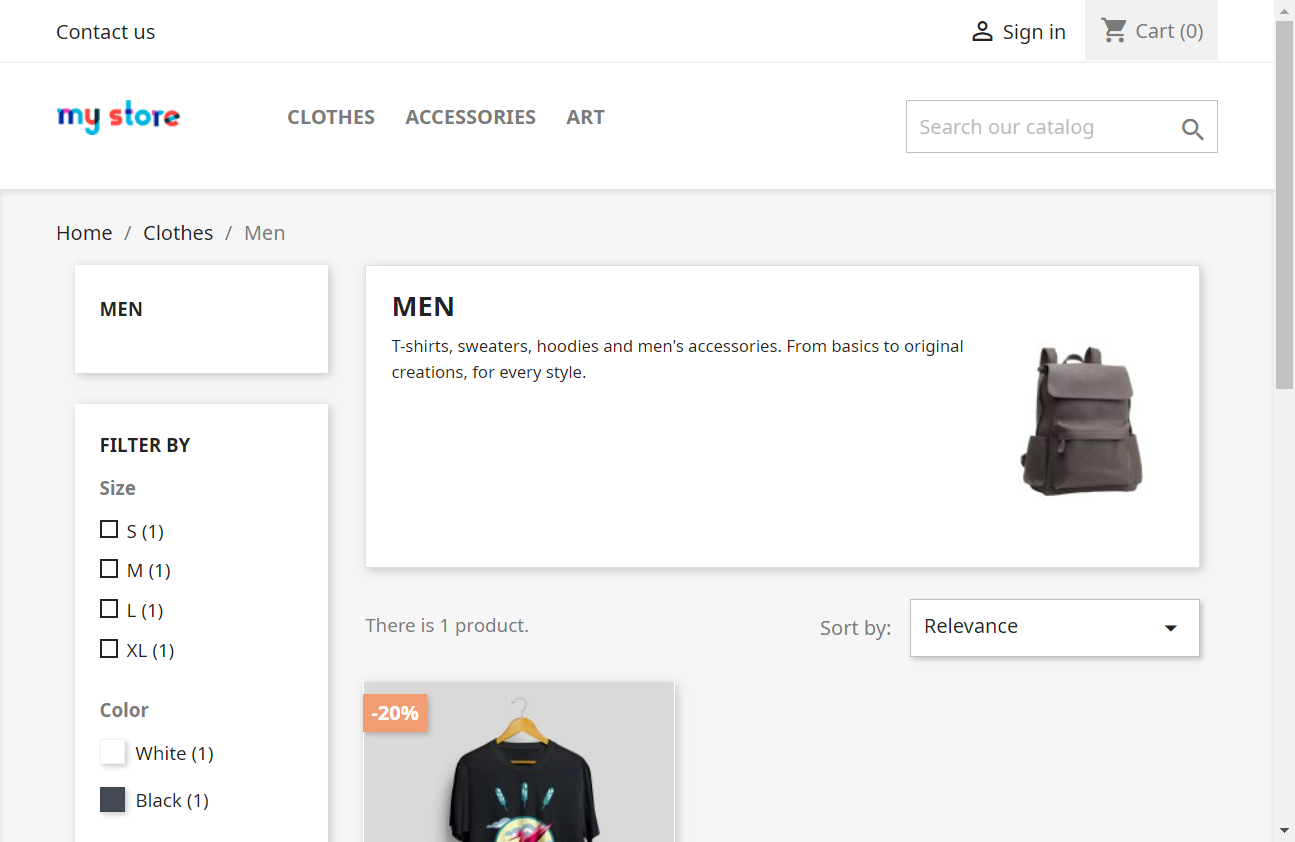 Contact us
Sign in
Cart (0)
my store
CLOTHES
ACCESSORIES
ART
Search our catalog
Home / Clothes / Men
MEN
FILTER BY
Size
S (1)
M (1)
L (1)
XL (1)
Color
White (1)
Black (1)
MEN
T-shirts, sweaters, hoodies and men's accessories. From basics to original
creations, for every style.
There is 1 product.
Sort by:
Relevance
-20%